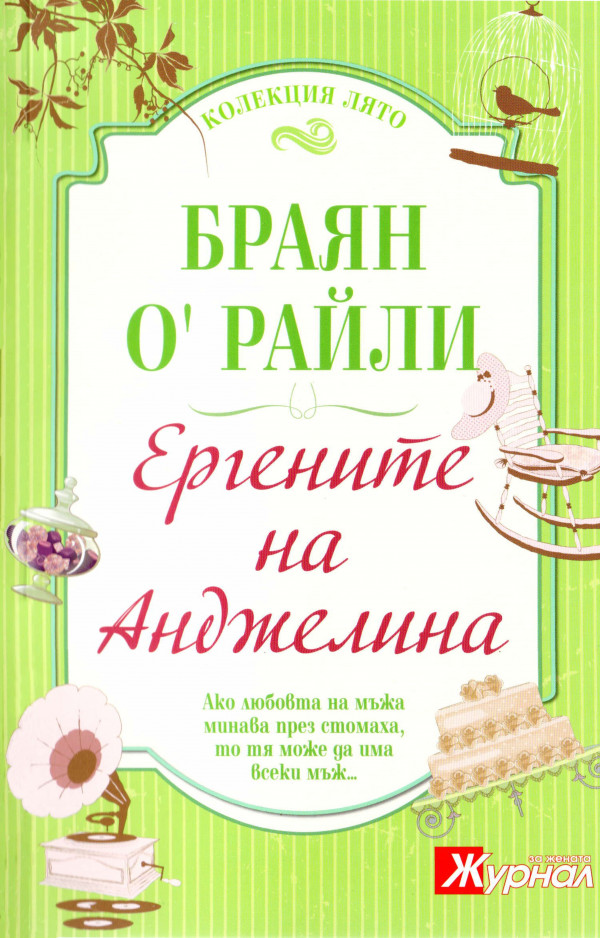 КОЛЕКЦИЯ ЛЯТО
БРАЯН
О' РАЙЛИ
Ергените
на
Анджелина
Ако любовта на мъжа
минава през стомаха,
то тя може да има
всеки мъж...
за жената
Журнал